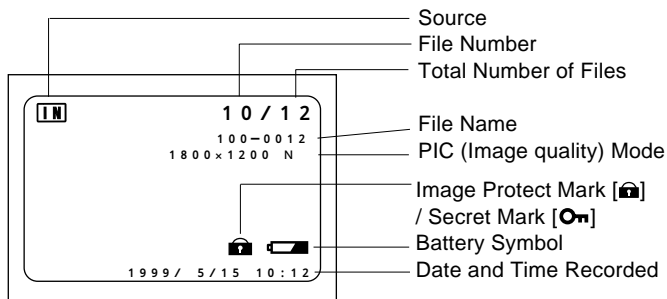 Source
File Number
Total Number of Files
IN
10/12
100-0012
1800×1200 N
File Name
PIC (Image quality) Mode
Image Protect Mark []
/ Secret Mark []
Battery Symbol
1999/ 5/15 10:12
Date and Time Recorded